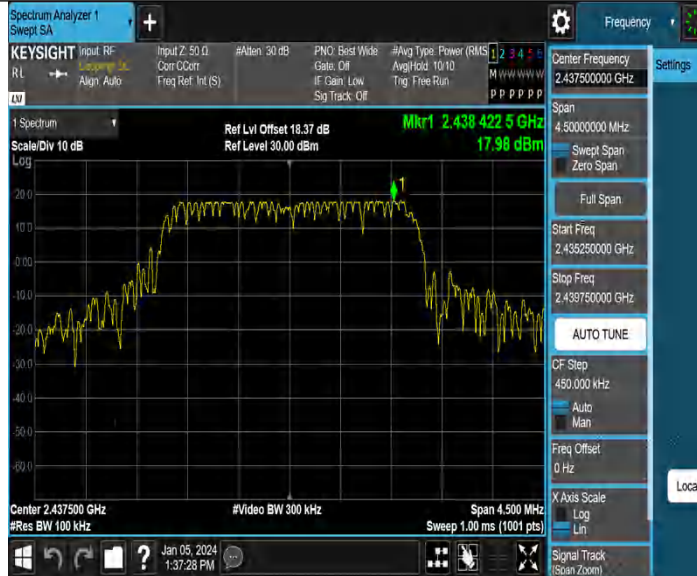 Spectrum Analyzer 1
Swept SA
+
Frequency
KEYSIGHT
Input: RF
Input Z: 50 Ω
#Atten: 30 dB
PNO: Best Wide
#Avg Type: Power (RMS
1 2 3 4 5 6
RL
Align: Auto
Corr CCorr
Freq Ref: Int (S)
Gate: Off
IF Gain: Low
Sig Track: Off
Avg|Hold: 10/10
Trig: Free Run
M W W W W W
P P P P P P
1 Spectrum
Scale/Div 10 dB
Log
Ref Lvl Offset 18.37 dB
Ref Level 30.00 dBm
Mkr1 2.438 422 5 GHz
17.98 dBm
1
20.0
10.0
0.00
-10.0
-20.0
-30.0
-40.0
-50.0
-60.0
Center 2.437500 GHz
#Res BW 100 kHz
#Video BW 300 kHz
Span 4.500 MHz
Sweep 1.00 ms (1001 pts)
?
Jan 05, 2024
1:37:28 PM
Center Frequency
2.437500000 GHz
Settings
Span
4.50000000 MHz
Swept Span
Zero Span
Full Span
Start Freq
2.435250000 GHz
Stop Freq
2.439750000 GHz
AUTO TUNE
CF Step
450.000 kHz
Auto
Man
Freq Offset
0 Hz
X Axis Scale
Log
Lin
Loca
Signal Track
(Span Zoom)